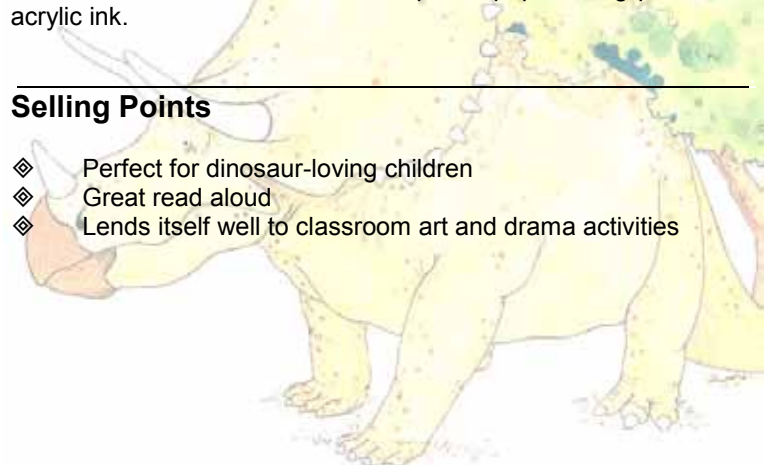 acrylic ink.
Selling Points
◈ Perfect for dinosaur-loving children
◈ Great read aloud
◈ Lends itself well to classroom art and drama activities